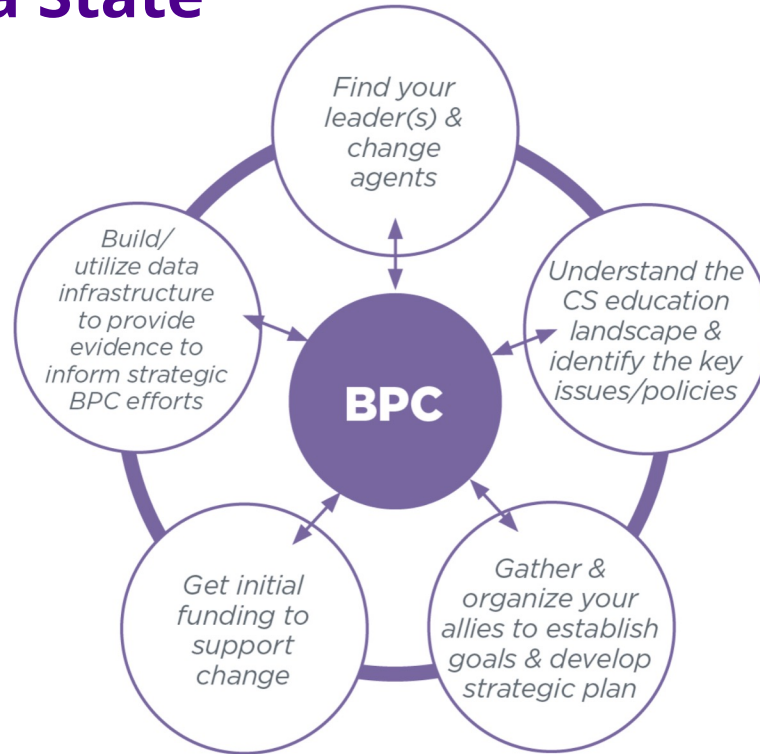 a State
Find your
leader(s) &
change
agents
Understand the
CS education
landscape &
identify the key
issues/policies
Gather &
organize your
allies to establish
goals & develop
strategic plan
Get initial
funding to
support
change
Build/
utilize data
infrastructure
to provide
evidence to
inform strategic
BPC efforts
BPC